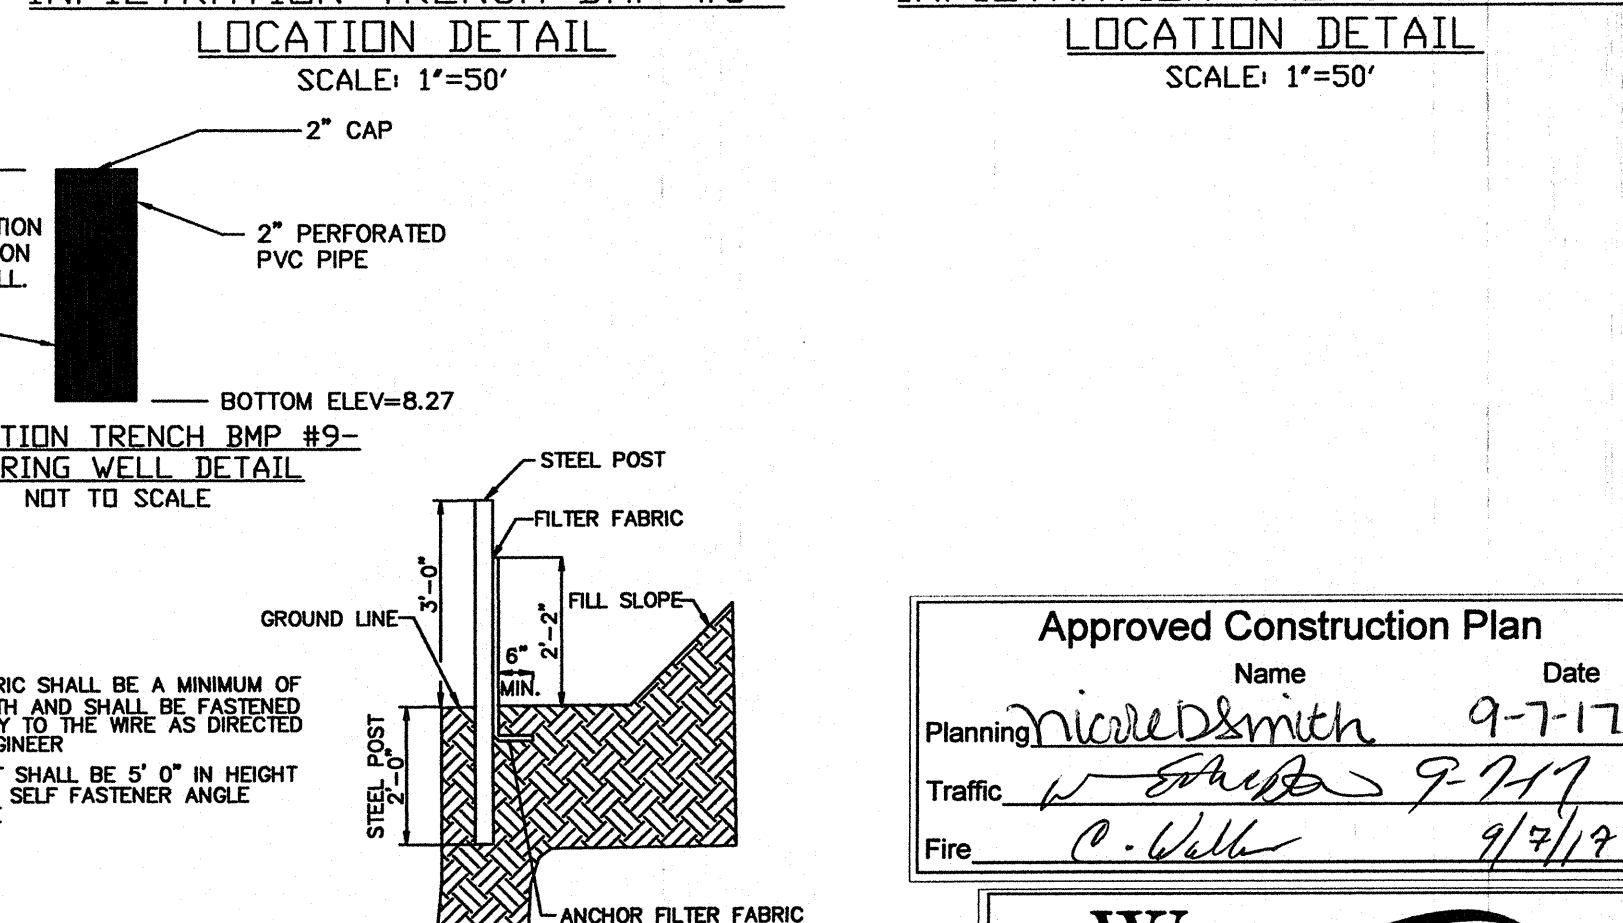 LOCATION DETAIL
SCALE: 1"=50'
LOCATION DETAIL
SCALE: 1"=50'
2" CAP
2" PERFORATED
PVC PIPE
TION
ON
LL.
BOTTOM ELEV=8.27
TION TRENCH BMP #9-
RING WELL DETAIL
NOT TO SCALE
STEEL POST
FILTER FABRIC
3'-0"
2'-2"
FILL SLOPE
GROUND LINE
6"
MIN.
STEEL POST
2'-0"
ANCHOR FILTER FABRIC
RIC SHALL BE A MINIMUM OF
TH AND SHALL BE FASTENED
Y TO THE WIRE AS DIRECTED
GINEER
T SHALL BE 5' 0" IN HEIGHT
SELF FASTENER ANGLE
Approved Construction Plan
Name Date
Planning Nicole D Smith 9-7-17
Traffic 9-7-17
Fire C. Walker 9/7/17